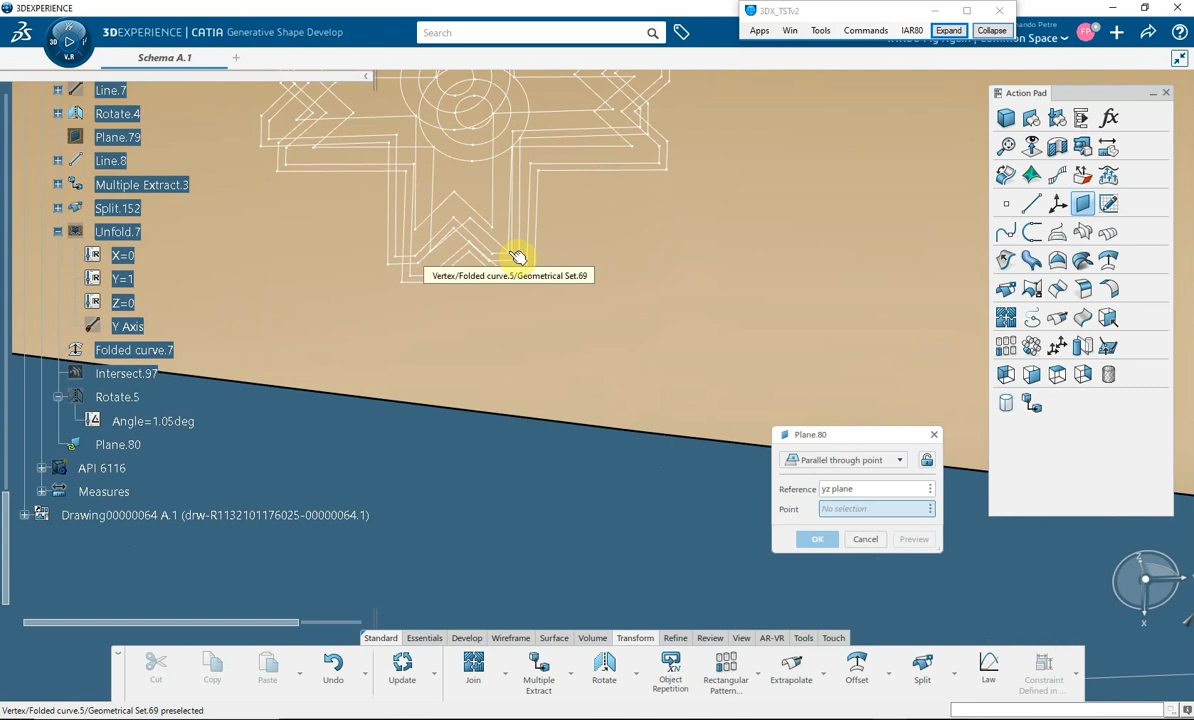 3DEXPERIENCE
3DEXPERIENCE | CATIA Generative Shape Develop
Search
3DX_TSTv2
Apps Win Tools Commands IAR80 Expand Collapse
nando Petre
Common Space
FP
3D V.R
Schema A.1
Line.7
Rotate.4
Plane.79
Line.8
Multiple Extract.3
Split.152
Unfold.7
X=0
Y=1
Z=0
Y Axis
Folded curve.7
Intersect.97
Rotate.5
Angle=1.05deg
Plane.80
API 6116
Measures
Drawing00000064 A.1 (drw-R1132101176025-00000064.1)
Vertex/Folded curve.5/Geometrical Set.69
Action Pad
fx
Plane.80
Parallel through point
Reference yz plane
Point No selection
OK Cancel Preview
Z
X
Standard Essentials Develop Wireframe Surface Volume Transform Refine Review View AR-VR Tools Touch
Cut Copy Paste Undo Update Join Multiple Extract Rotate Object Repetition Rectangular Pattern... Extrapolate Offset Split Law Constraint Defined in ...
Vertex/Folded curve.5/Geometrical Set.69 preselected